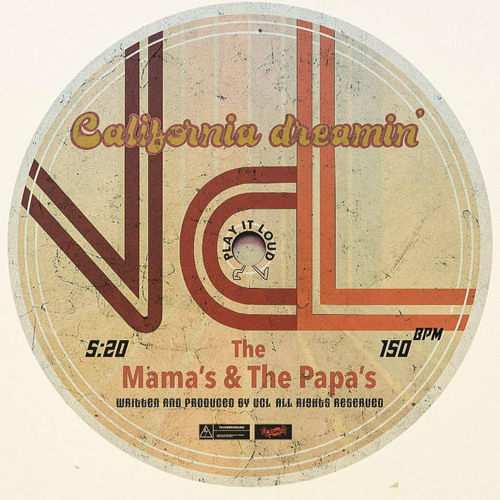 California dreamin'
VCL
PLAY IT LOUD
5:20
The
150 BPM
Mama's & The Papa's
WRITTEN AND PRODUCED BY VCL ALL RIGHTS RESERVED
THUNDERGROUND